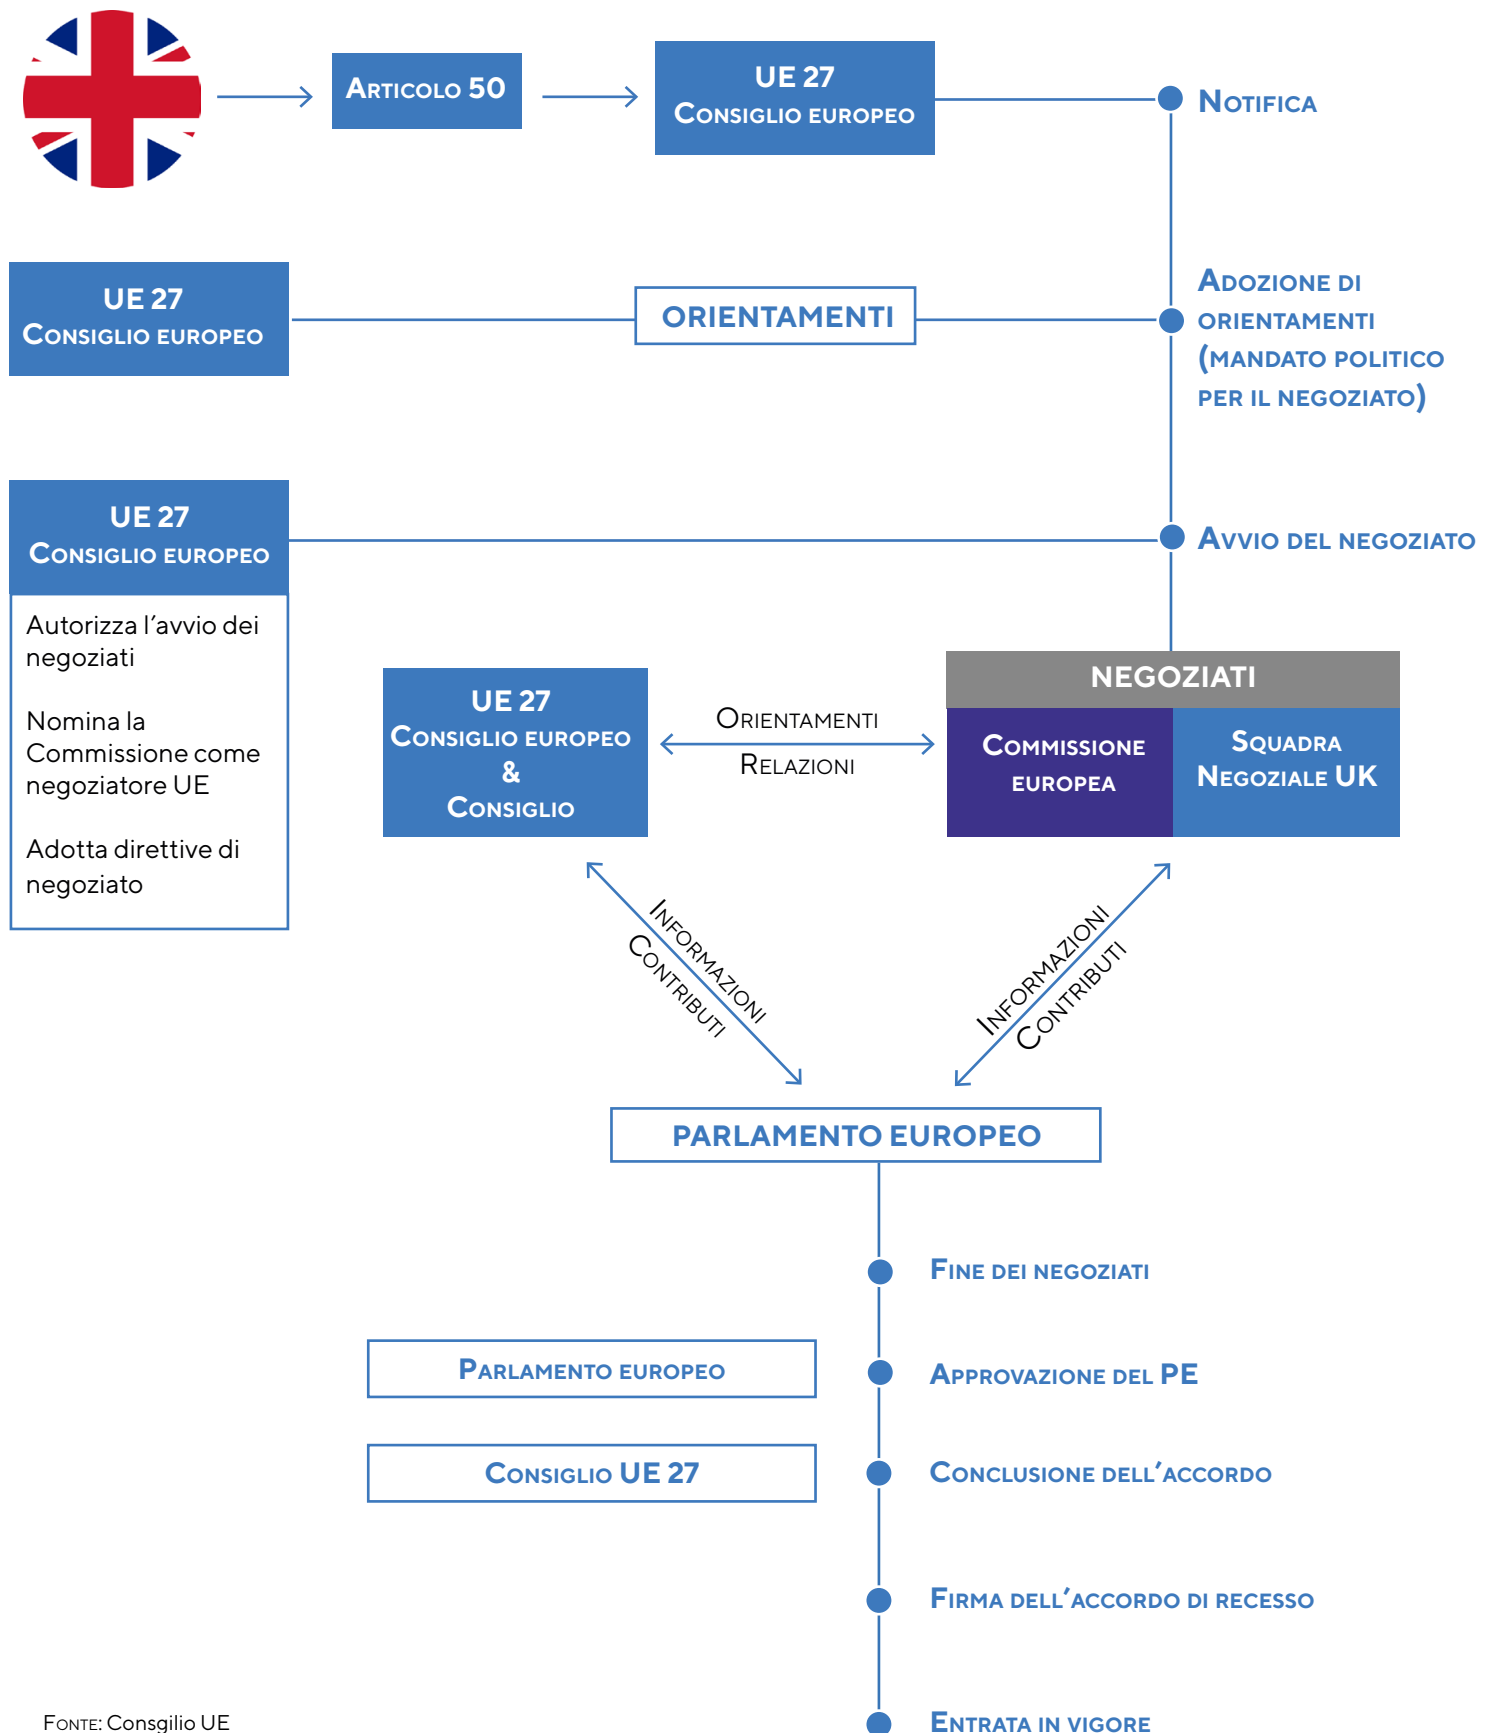 Articolo 50
UE 27
Consiglio europeo
Notifica
UE 27
Consiglio europeo
ORIENTAMENTI
Adozione di
orientamenti
(mandato politico
per il negoziato)
UE 27
Consiglio europeo
Avvio del negoziato
Autorizza l'avvio dei
negoziati
Nomina la
Commissione come
negoziatore UE
Adotta direttive di
negoziato
UE 27
Consiglio europeo
&
Consiglio
Orientamenti
Relazioni
NEGOZIATI
Commissione
europea
Squadra
Negoziale UK
Informazioni
Contributi
Informazioni
Contributi
PARLAMENTO EUROPEO
Fine dei negoziati
Parlamento europeo
Approvazione del PE
Consiglio UE 27
Conclusione dell'accordo
Firma dell'accordo di recesso
Entrata in vigore
Fonte: Consgilio UE